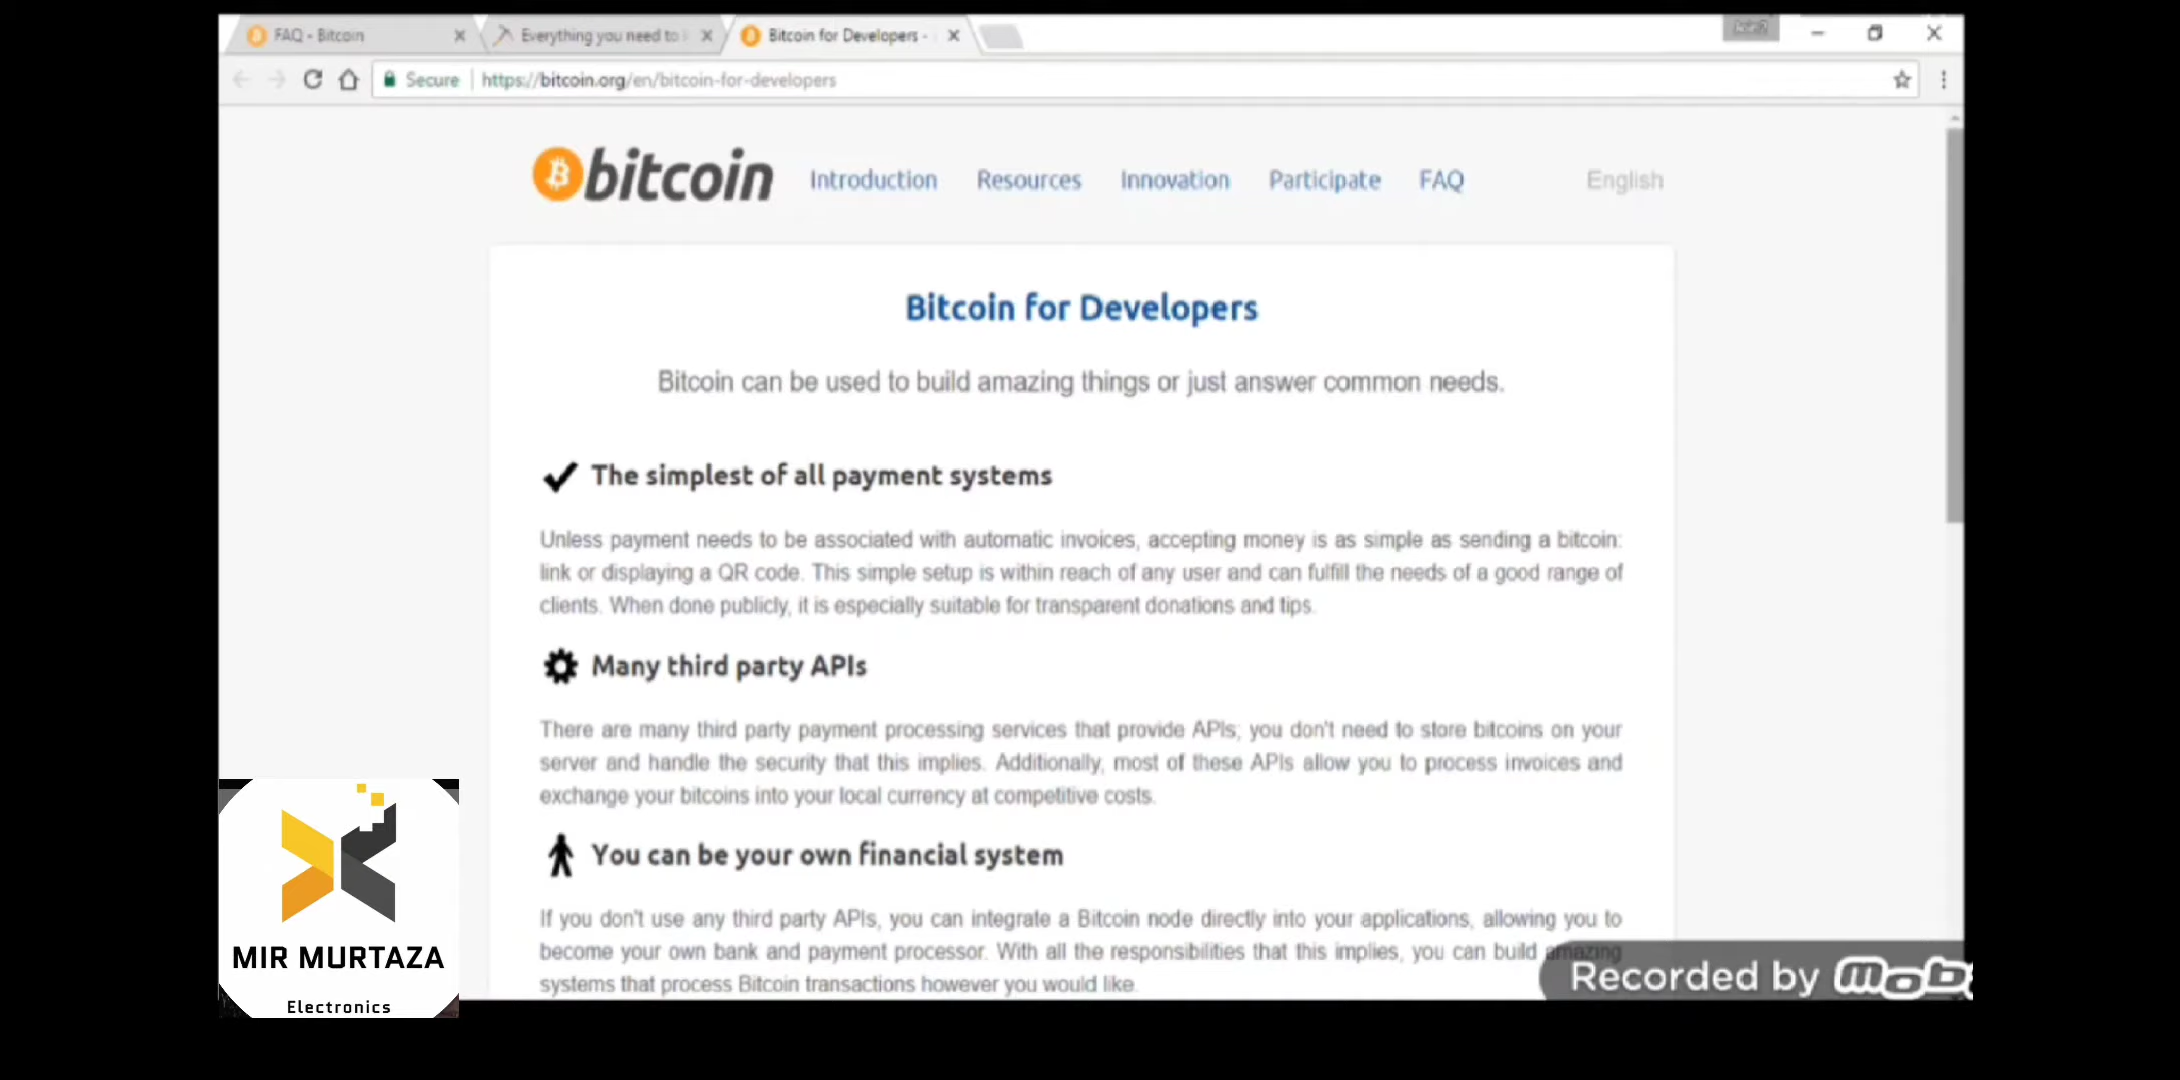 FAQ - Bitcoin
Everything you need to
Bitcoin for Developers -
Secure
https://bitcoin.org/en/bitcoin-for-developers
bitcoin
Introduction
Resources
Innovation
Participate
FAQ
English
Bitcoin for Developers
Bitcoin can be used to build amazing things or just answer common needs.
The simplest of all payment systems
Unless payment needs to be associated with automatic invoices, accepting money is as simple as sending a bitcoin:
link or displaying a QR code. This simple setup is within reach of any user and can fulfill the needs of a good range of
clients. When done publicly, it is especially suitable for transparent donations and tips.
Many third party APIs
There are many third party payment processing services that provide APIs; you don't need to store bitcoins on your
server and handle the security that this implies. Additionally, most of these APIs allow you to process invoices and
exchange your bitcoins into your local currency at competitive costs.
You can be your own financial system
If you don't use any third party APIs, you can integrate a Bitcoin node directly into your applications, allowing you to
become your own bank and payment processor. With all the responsibilities that this implies, you can build amazing
systems that process Bitcoin transactions however you would like.
MIR MURTAZA
Electronics
Recorded by